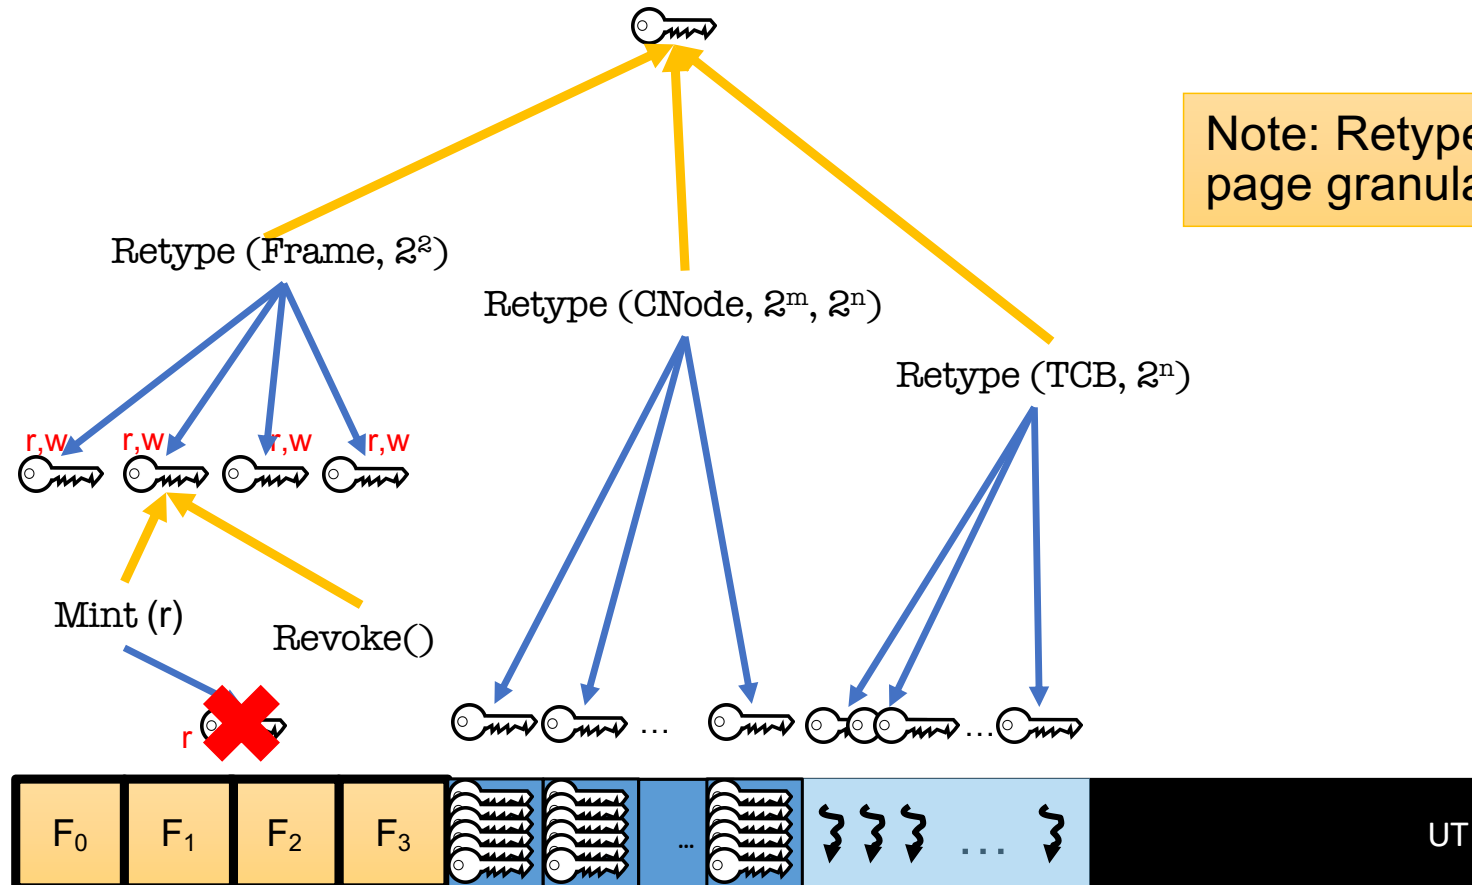 Note: Retype
page granula
Retype (Frame, 2²)
Retype (CNode, 2ᵐ, 2ⁿ)
Retype (TCB, 2ⁿ)
r,w r,w r,w r,w
Mint (r)
Revoke()
r
... ...
F₀ F₁ F₂ F₃ ... ... UT